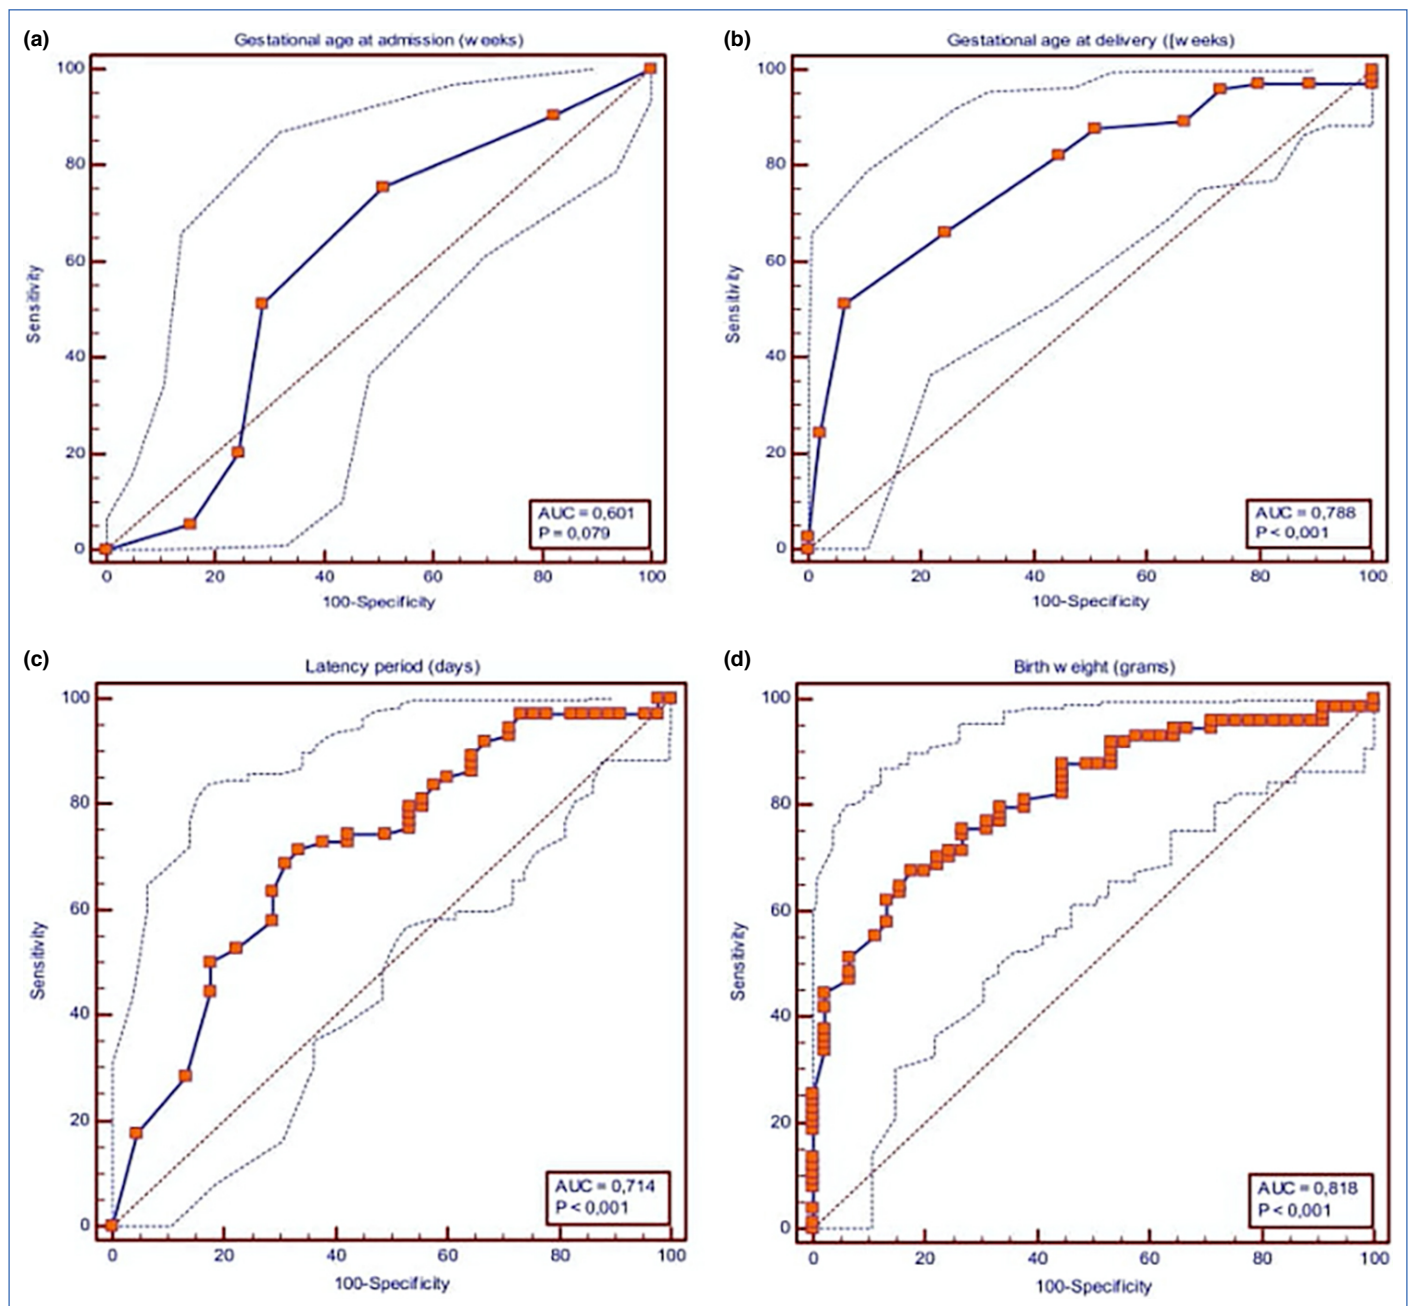 (a)
Gestational age at admission (weeks)
100
80
60
40
20
0
Sensitivity
AUC = 0,601
P = 0,079
0 20 40 60 80 100
100-Specificity
(b)
Gestational age at delivery ([weeks)
100
80
60
40
20
0
Sensitivity
AUC = 0,788
P < 0,001
0 20 40 60 80 100
100-Specificity
(c)
Latency period (days)
100
80
60
40
20
0
Sensitivity
AUC = 0,714
P < 0,001
0 20 40 60 80 100
100-Specificity
(d)
Birth weight (grams)
100
80
60
40
20
0
Sensitivity
AUC = 0,818
P < 0,001
0 20 40 60 80 100
100-Specificity